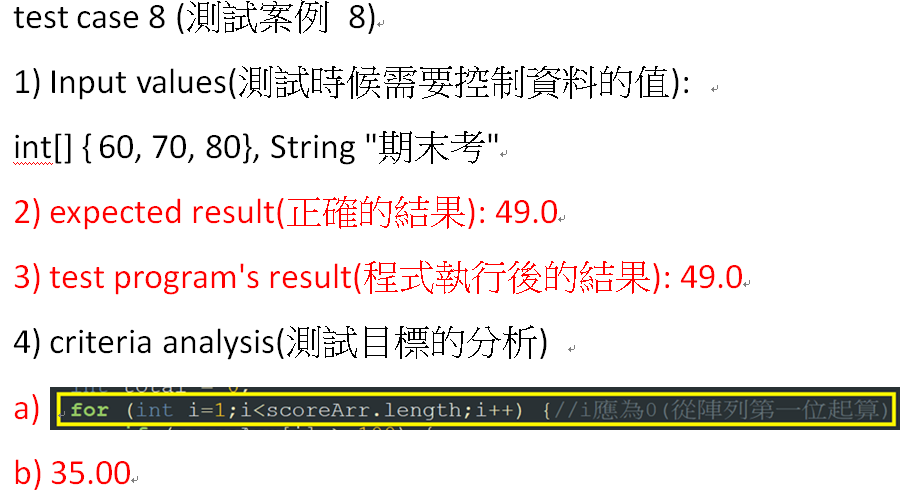 test case 8 (測試案例 8)
1) Input values(測試時候需要控制資料的值):
int[] { 60, 70, 80}, String "期末考"
2) expected result(正確的結果): 49.0
3) test program's result(程式執行後的結果): 49.0
4) criteria analysis(測試目標的分析)
a) for (int i=1;i<scoreArr.length;i++) {//i應為0(從陣列第一位起算)
b) 35.00